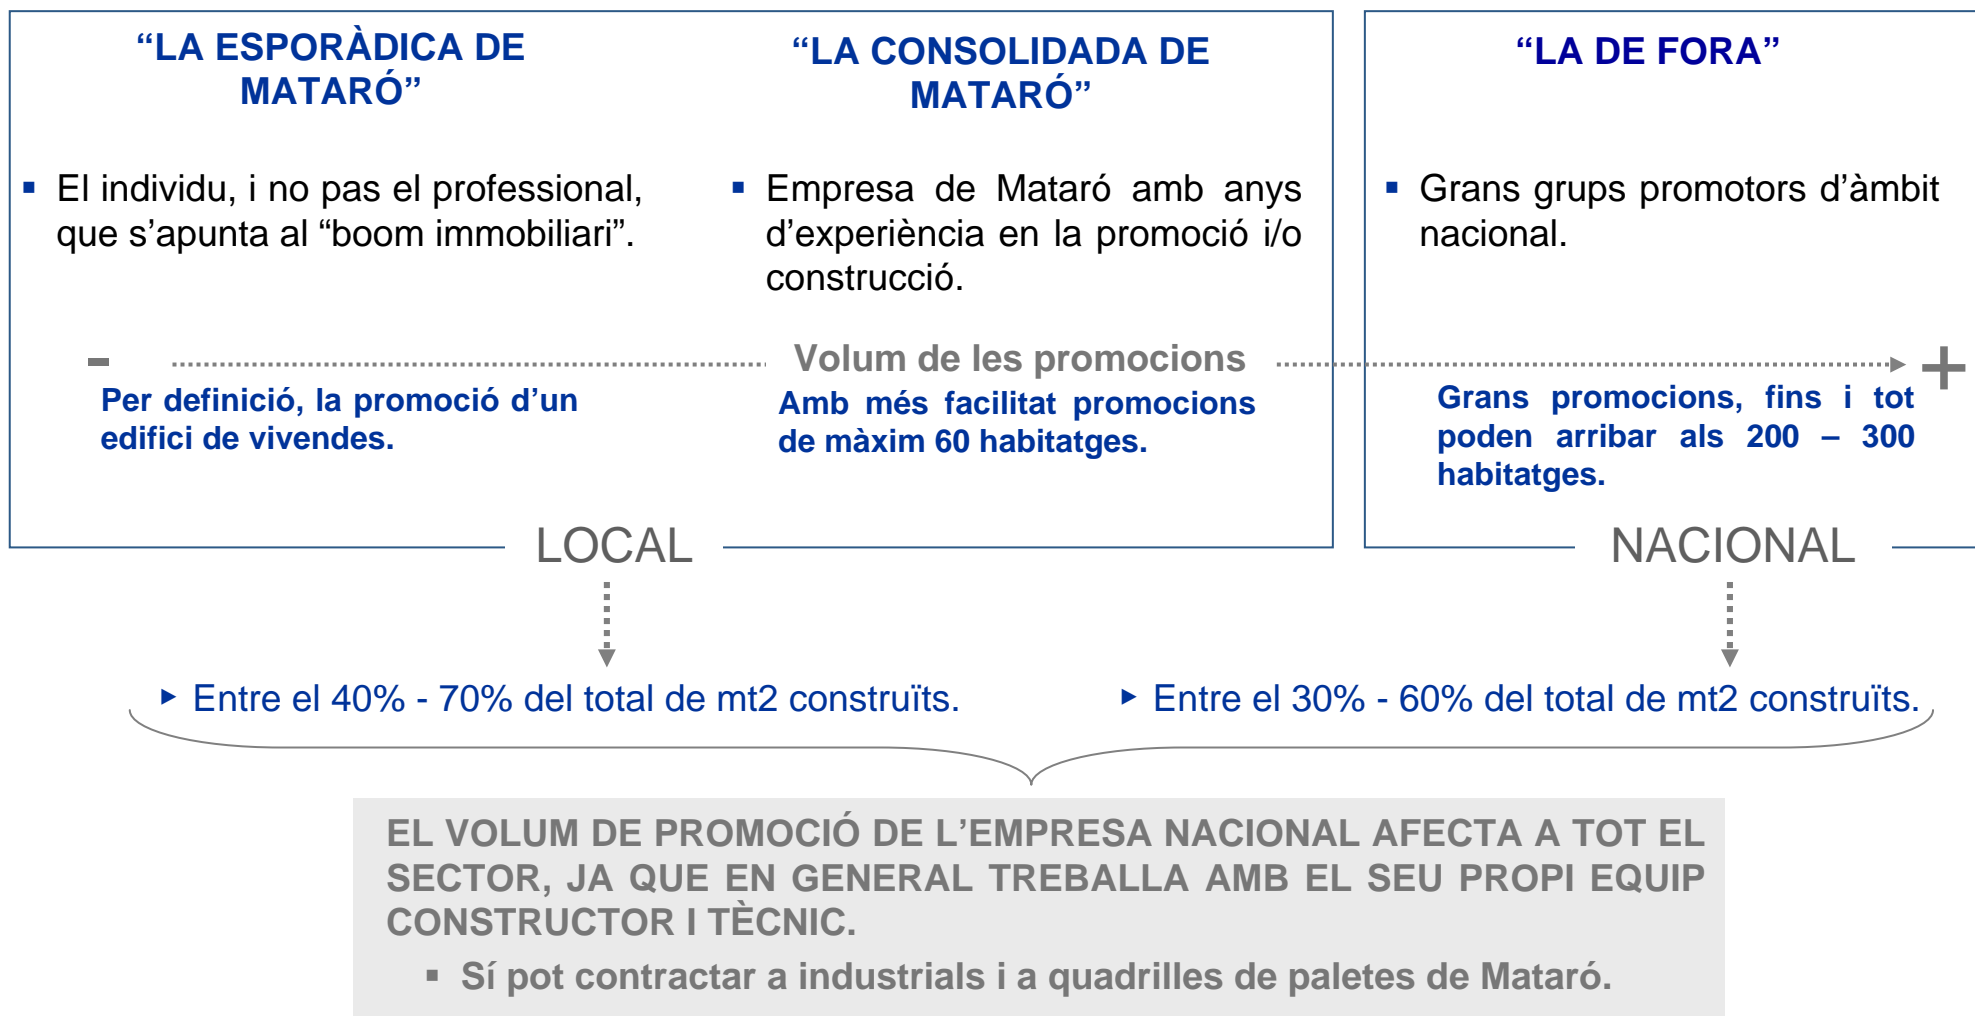 “LA ESPORÀDICA DE
MATARÓ”
▪ El individu, i no pas el professional,
que s’apunta al “boom immobiliari”.
“LA CONSOLIDADA DE
MATARÓ”
▪ Empresa de Mataró amb anys
d’experiència en la promoció i/o
construcció.
“LA DE FORA”
▪ Grans grups promotors d’àmbit
nacional.
- Volum de les promocions +
Per definició, la promoció d’un
edifici de vivendes.
Amb més facilitat promocions
de màxim 60 habitatges.
Grans promocions, fins i tot
poden arribar als 200 – 300
habitatges.
LOCAL
NACIONAL
► Entre el 40% - 70% del total de mt2 construïts.
► Entre el 30% - 60% del total de mt2 construïts.
EL VOLUM DE PROMOCIÓ DE L’EMPRESA NACIONAL AFECTA A TOT EL
SECTOR, JA QUE EN GENERAL TREBALLA AMB EL SEU PROPI EQUIP
CONSTRUCTOR I TÈCNIC.
▪ Sí pot contractar a industrials i a quadrilles de paletes de Mataró.